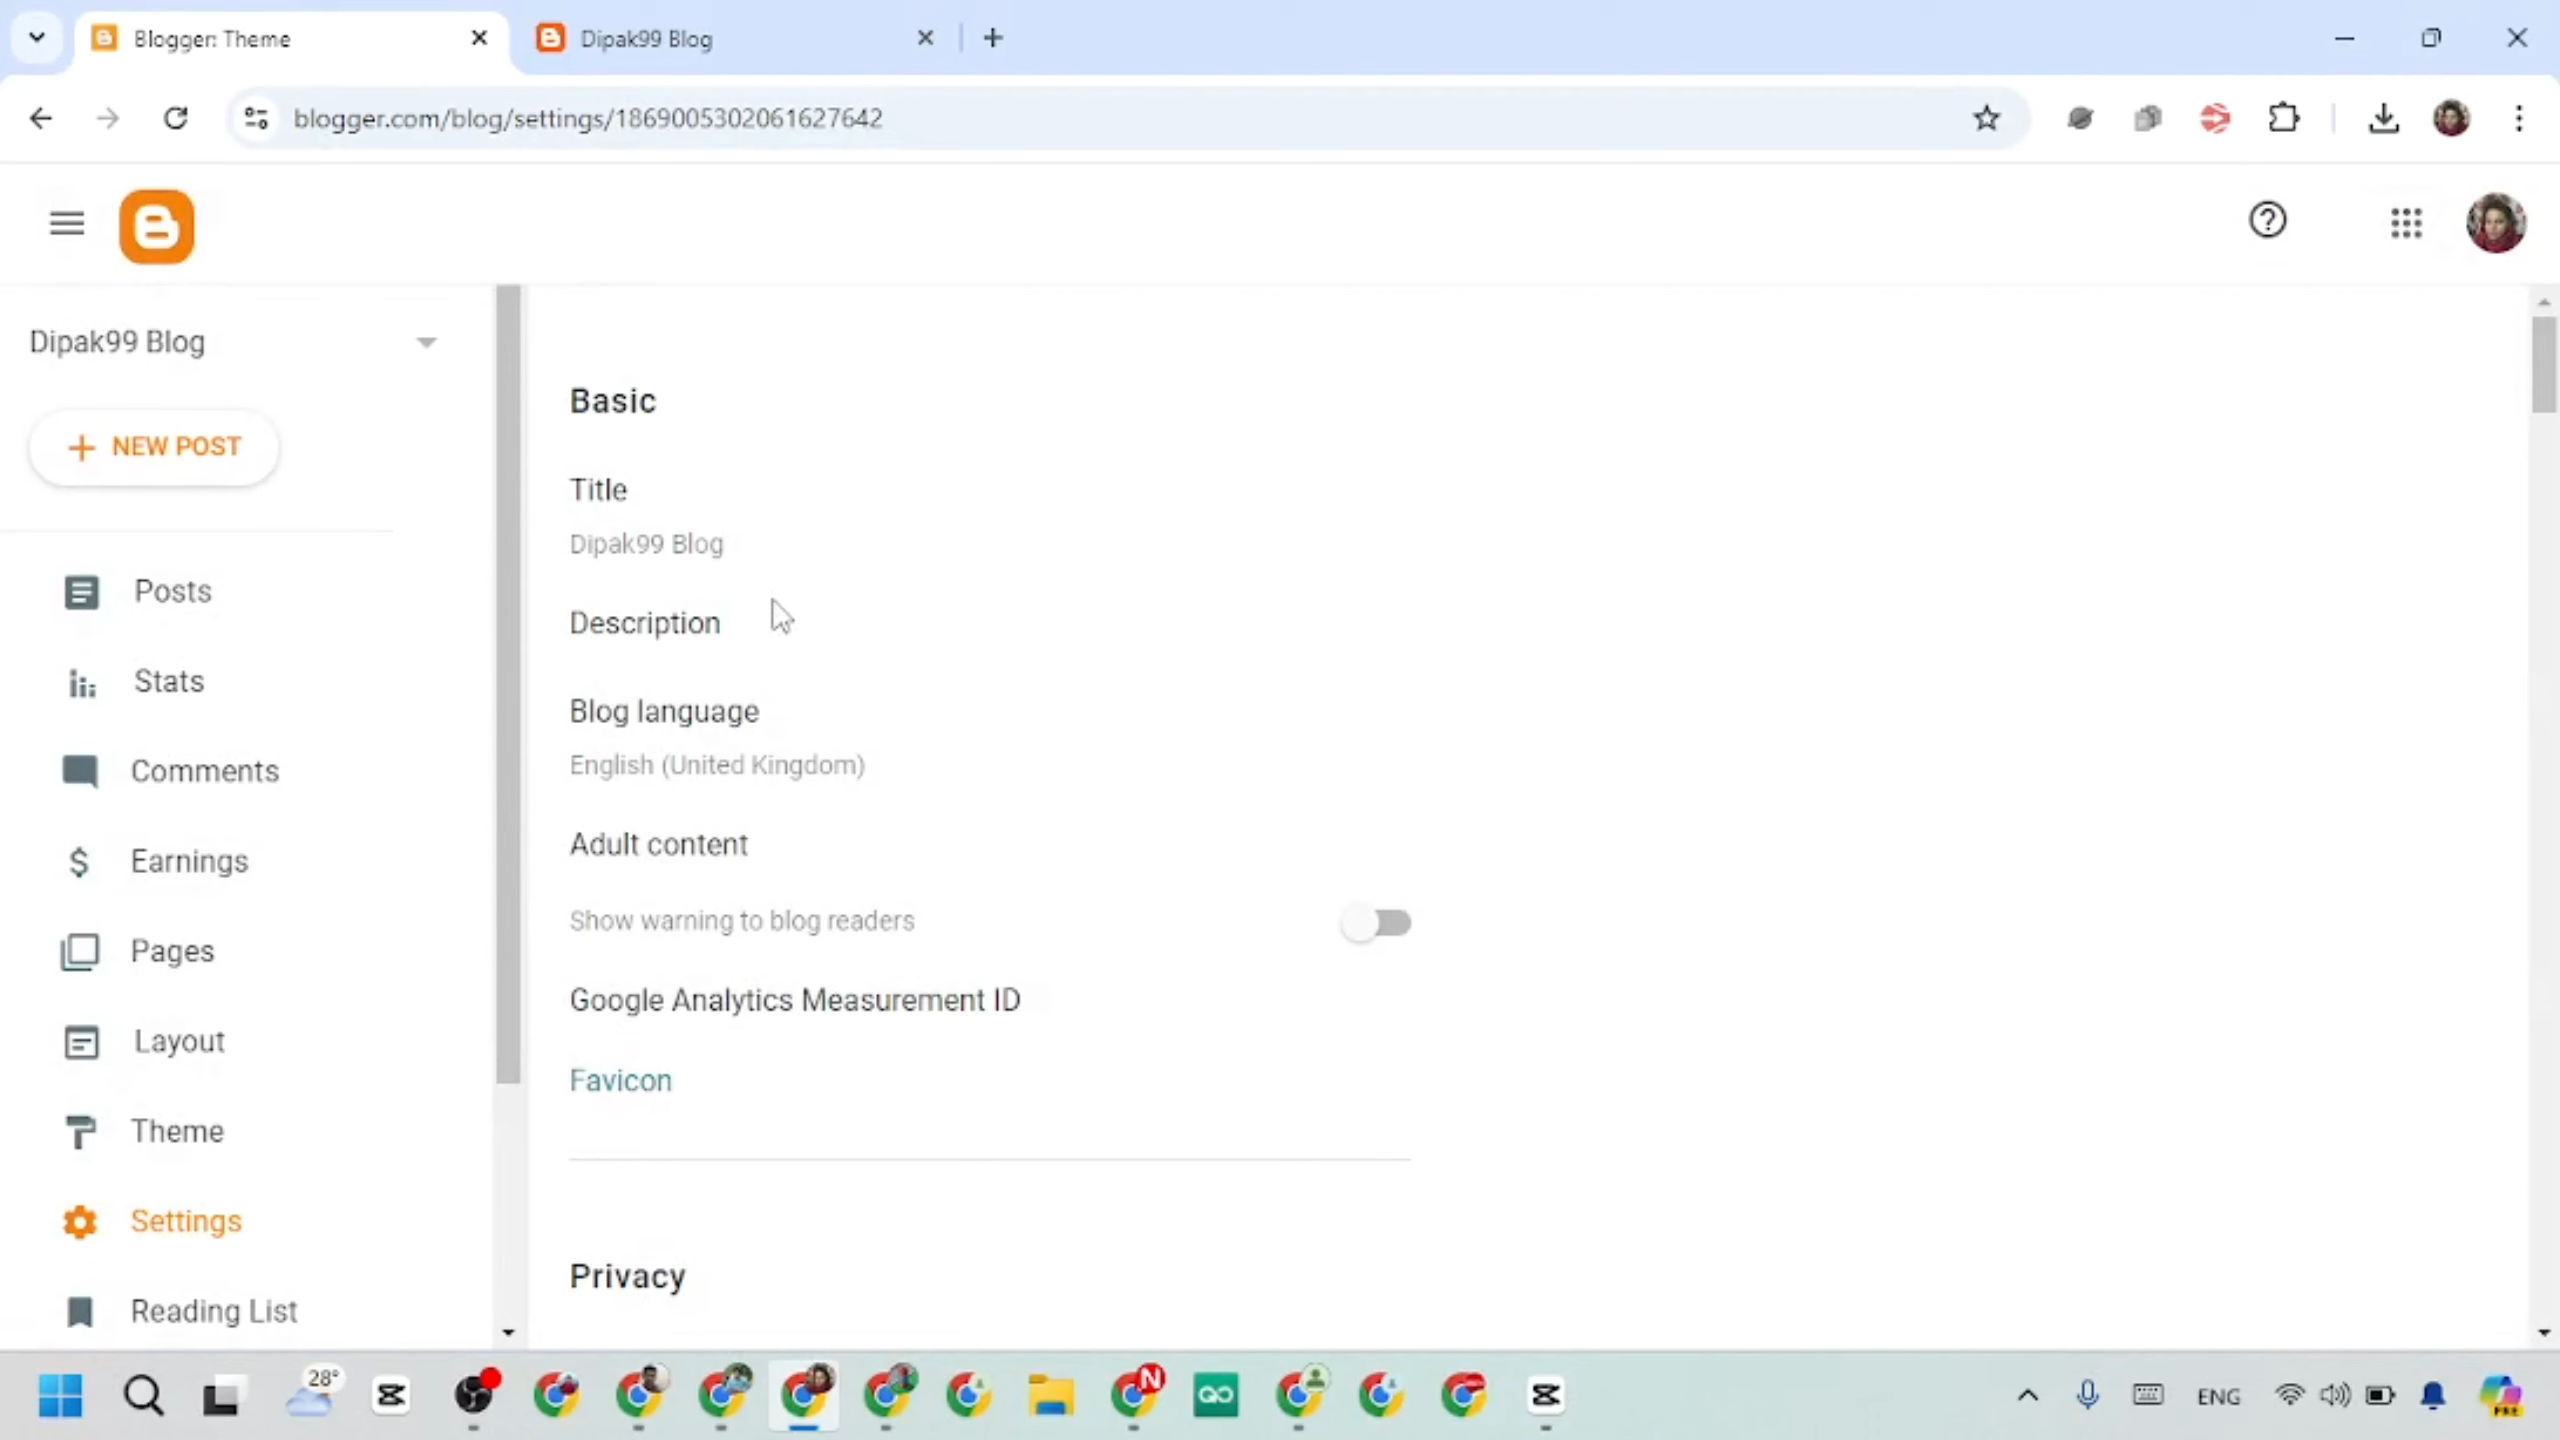 Blogger: Theme
Dipak99 Blog
blogger.com/blog/settings/1869005302061627642
Dipak99 Blog
NEW POST
Posts
Stats
Comments
Earnings
Pages
Layout
Theme
Settings
Reading List
Basic
Title
Dipak99 Blog
Description
Blog language
English (United Kingdom)
Adult content
Show warning to blog readers
Google Analytics Measurement ID
Favicon
Privacy
28°
N
ENG
PRE